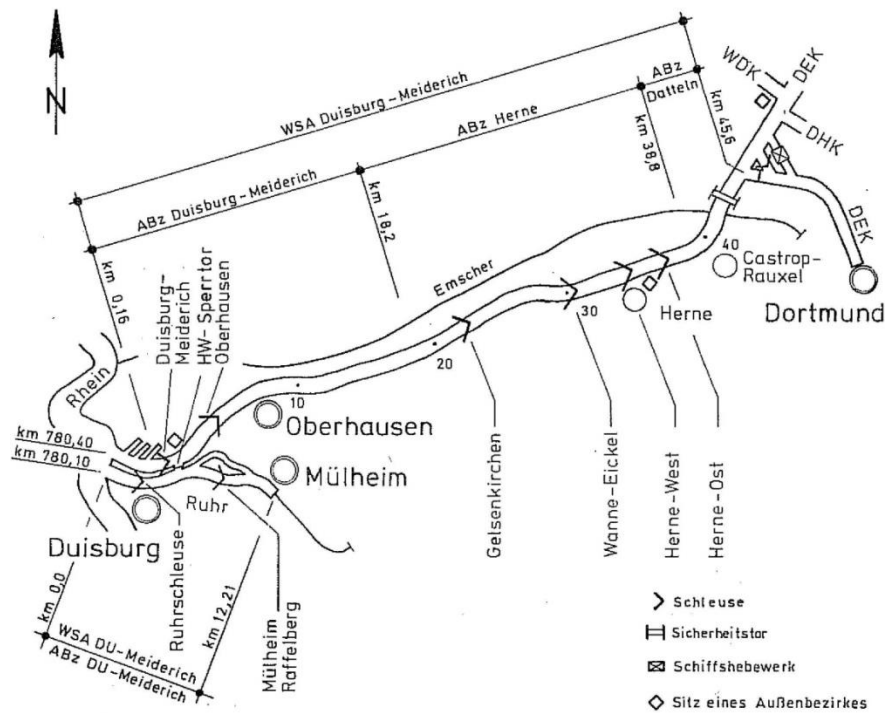 N
WSA Duisburg-Meiderich
ABz Duisburg-Meiderich
ABz Herne
ABz
Datteln
km 0,16
km 18,2
km 38,8
km 45,6
WDK
DEK
DHK
DEK
Dortmund
Castrop-
Rauxel
40
Herne
30
20
10
Emscher
Rhein
Duisburg-
Meiderich
HW-Sperrtor
Oberhausen
km 780,40
km 780,10
Oberhausen
Mülheim
Ruhr
Duisburg
Ruhrschleuse
Mülheim
Raffelberg
Gelsenkirchen
Wanne-Eickel
Herne-West
Herne-Ost
km 0,0
km 12,21
WSA DU-Meiderich
ABz DU-Meiderich
Schleuse
Sicherheitstor
Schiffshebewerk
Sitz eines Außenbezirkes